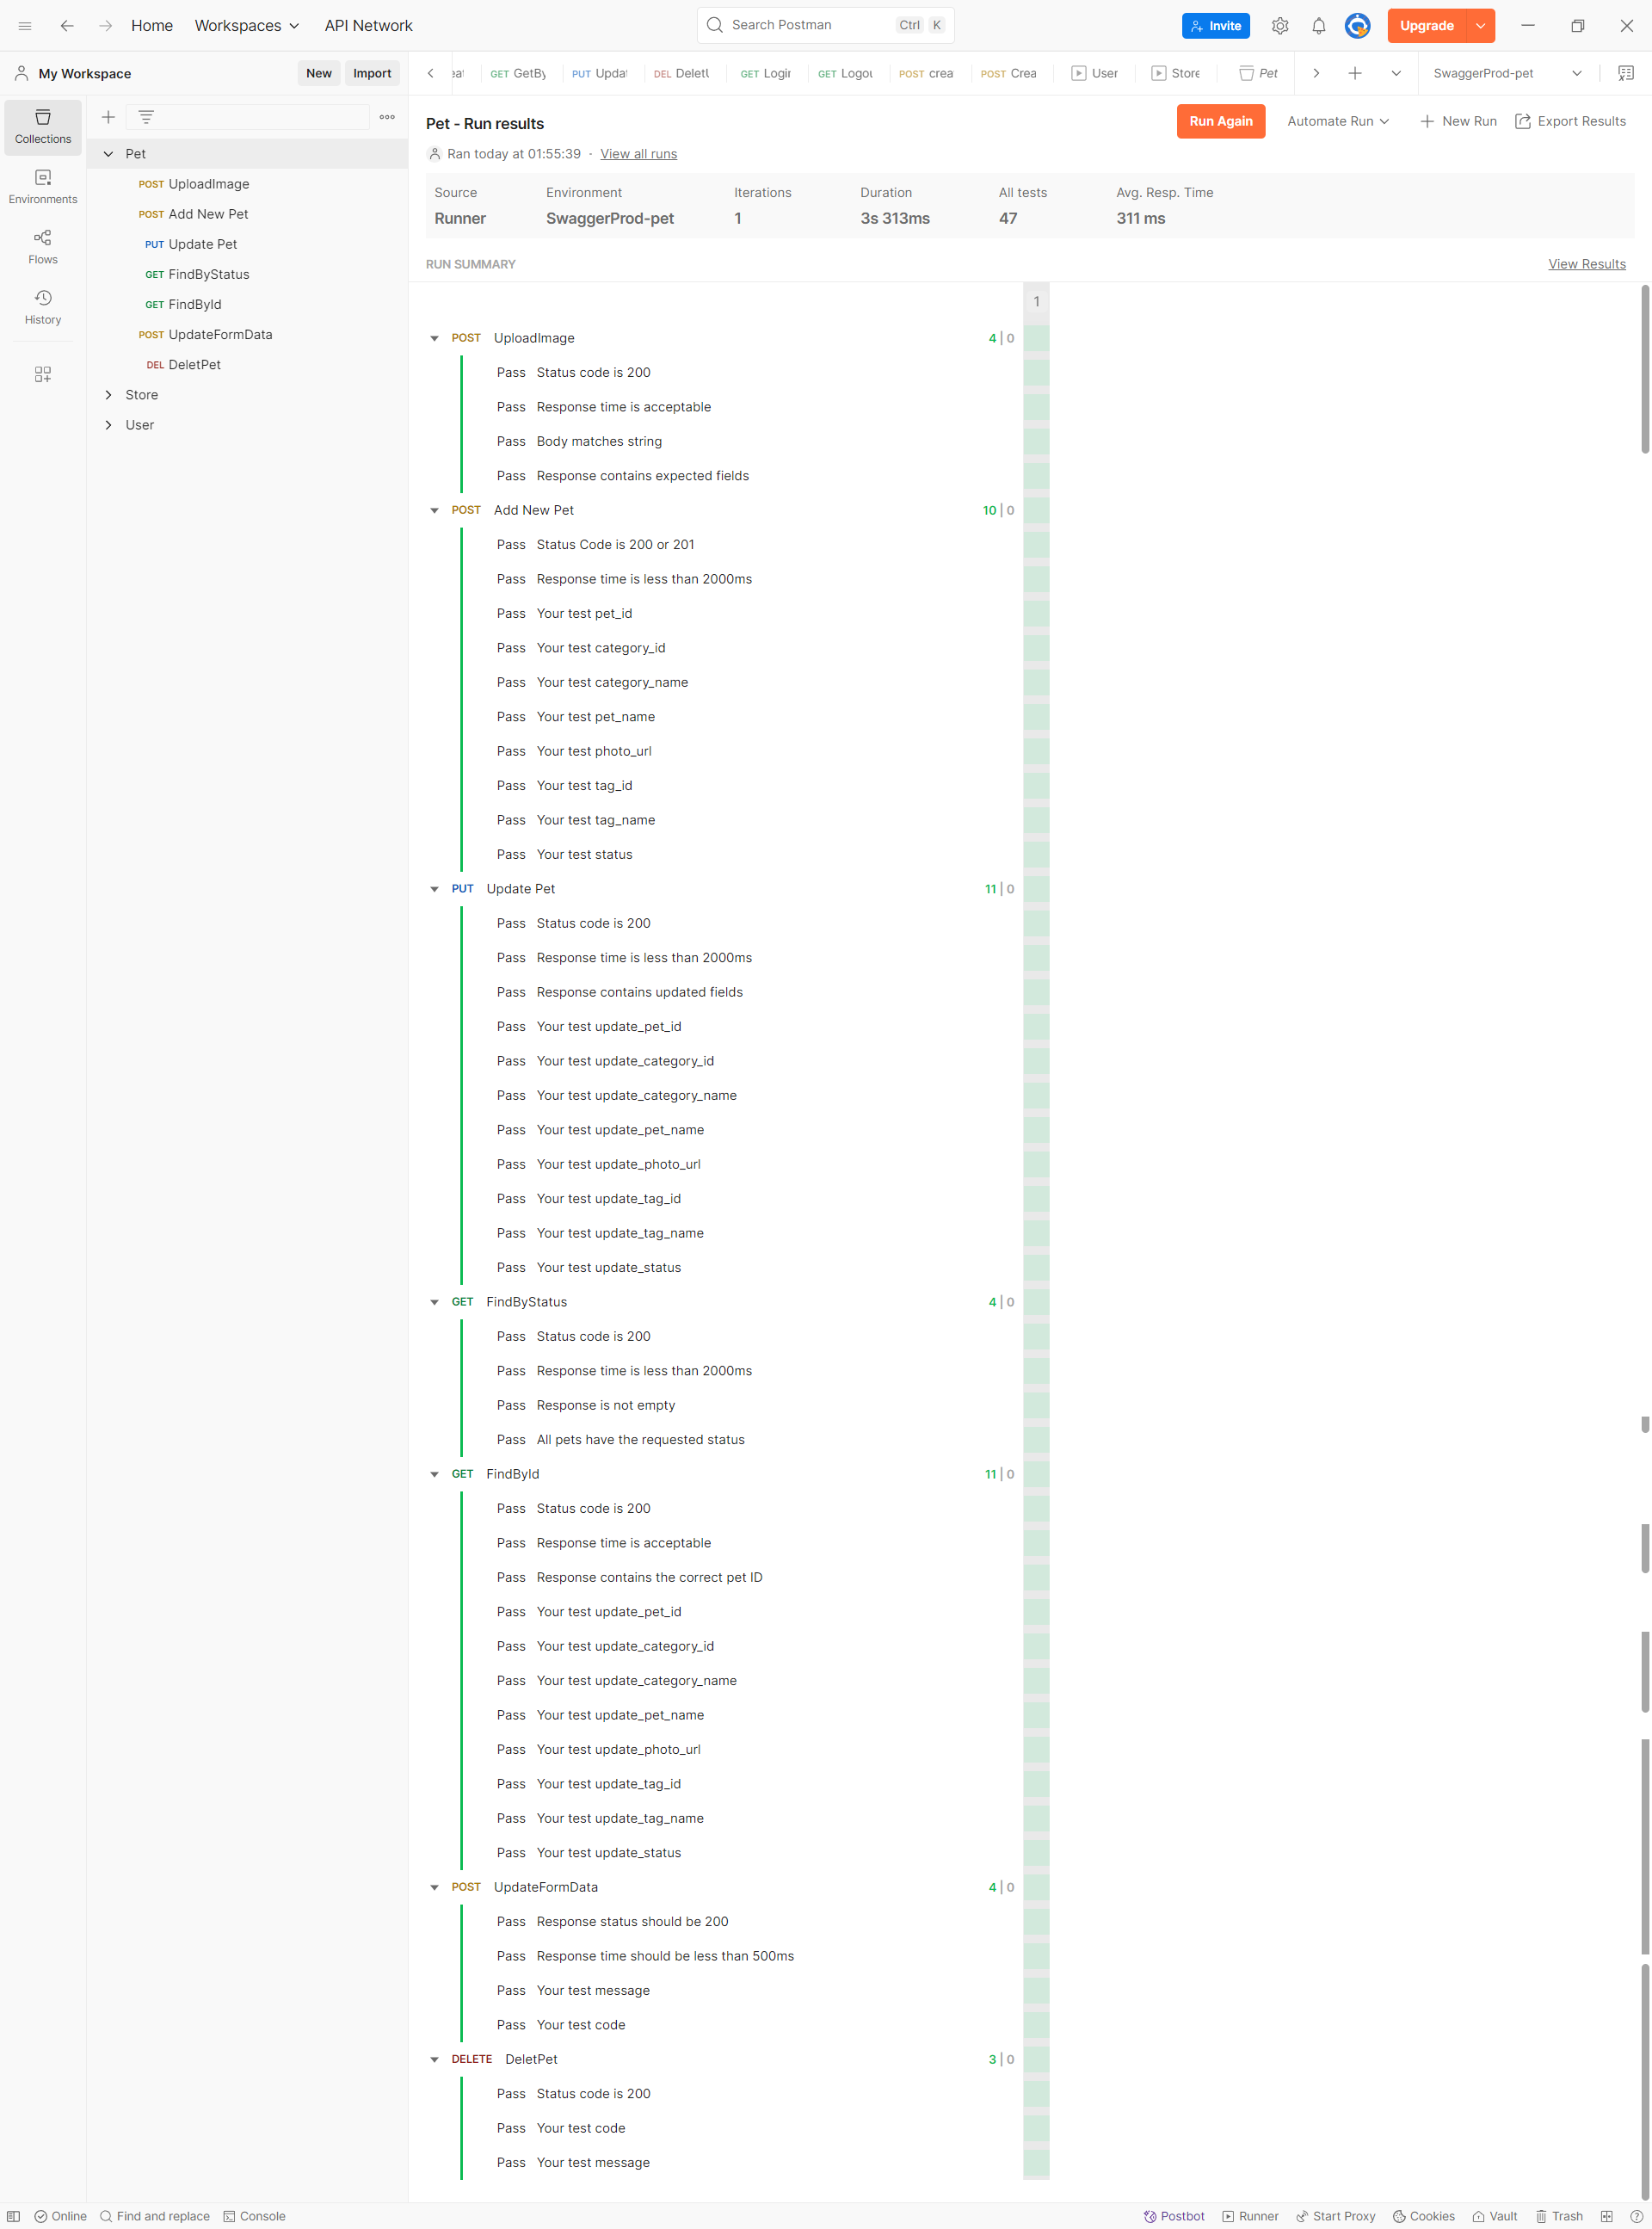 Home Workspaces API Network Search Postman Ctrl K Invite Upgrade
My Workspace New Import GET GetBy PUT Updat DEL DeletU GET Login GET Logou POST crea POST Crea User Store Pet SwaggerProd-pet
Collections
Environments
Flows
History
Pet
POST UploadImage
POST Add New Pet
PUT Update Pet
GET FindByStatus
GET FindById
POST UpdateFormData
DEL DeletPet
Store
User
Pet - Run results Run Again Automate Run New Run Export Results
Ran today at 01:55:39 · View all runs
Source Environment Iterations Duration All tests Avg. Resp. Time
Runner SwaggerProd-pet 1 3s 313ms 47 311 ms
RUN SUMMARY View Results
1
POST UploadImage 4 | 0
Pass Status code is 200
Pass Response time is acceptable
Pass Body matches string
Pass Response contains expected fields
POST Add New Pet 10 | 0
Pass Status Code is 200 or 201
Pass Response time is less than 2000ms
Pass Your test pet_id
Pass Your test category_id
Pass Your test category_name
Pass Your test pet_name
Pass Your test photo_url
Pass Your test tag_id
Pass Your test tag_name
Pass Your test status
PUT Update Pet 11 | 0
Pass Status code is 200
Pass Response time is less than 2000ms
Pass Response contains updated fields
Pass Your test update_pet_id
Pass Your test update_category_id
Pass Your test update_category_name
Pass Your test update_pet_name
Pass Your test update_photo_url
Pass Your test update_tag_id
Pass Your test update_tag_name
Pass Your test update_status
GET FindByStatus 4 | 0
Pass Status code is 200
Pass Response time is less than 2000ms
Pass Response is not empty
Pass All pets have the requested status
GET FindById 11 | 0
Pass Status code is 200
Pass Response time is acceptable
Pass Response contains the correct pet ID
Pass Your test update_pet_id
Pass Your test update_category_id
Pass Your test update_category_name
Pass Your test update_pet_name
Pass Your test update_photo_url
Pass Your test update_tag_id
Pass Your test update_tag_name
Pass Your test update_status
POST UpdateFormData 4 | 0
Pass Response status should be 200
Pass Response time should be less than 500ms
Pass Your test message
Pass Your test code
DELETE DeletPet 3 | 0
Pass Status code is 200
Pass Your test code
Pass Your test message
Online Find and replace Console Postbot Runner Start Proxy Cookies Vault Trash